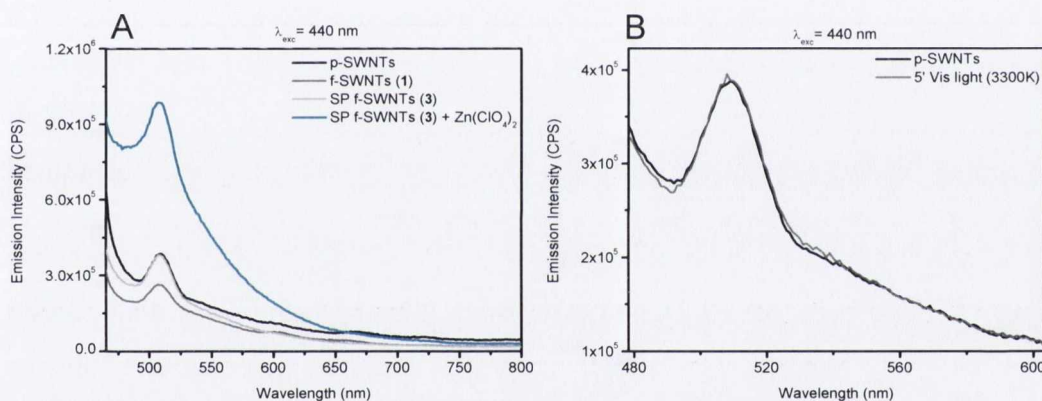 A
λexc = 440 nm
p-SWNTs
f-SWNTs (1)
SP f-SWNTs (3)
SP f-SWNTs (3) + Zn(ClO4)2
1.2x10^6
9.0x10^5
6.0x10^5
3.0x10^5
0.0
Emission Intensity (CPS)
500 550 600 650 700 750 800
Wavelength (nm)
B
λexc = 440 nm
p-SWNTs
5' Vis light (3300K)
4x10^5
3x10^5
2x10^5
1x10^5
Emission Intensity (CPS)
480 520 560 600
Wavelength (nm)